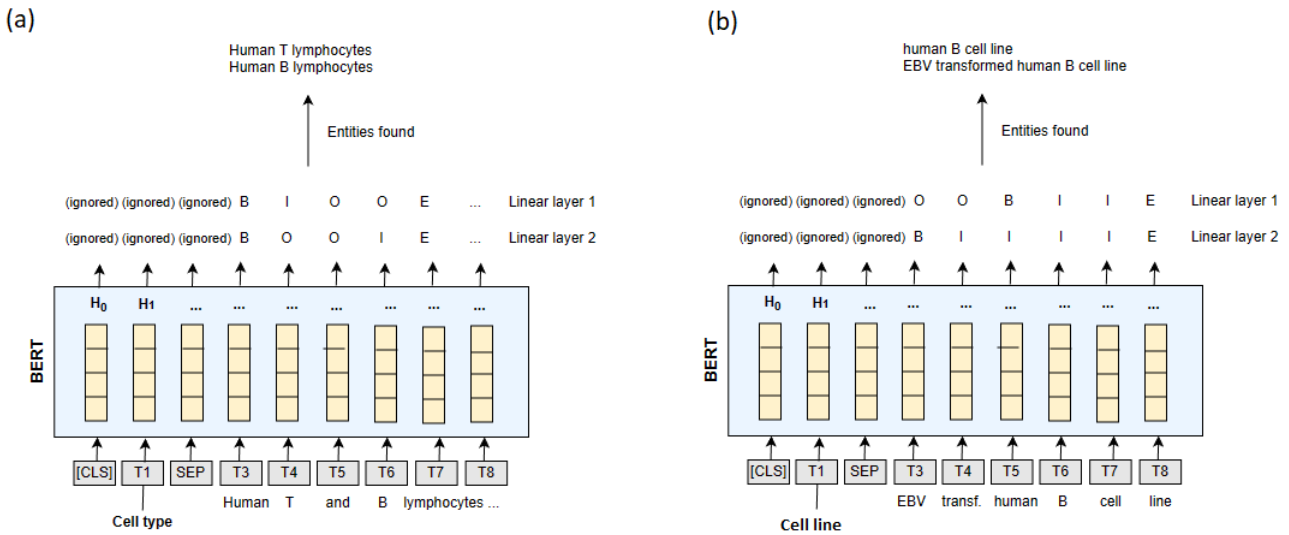 (a)
Human T lymphocytes
Human B lymphocytes
Entities found
(ignored) (ignored) (ignored) B I O O E ... Linear layer 1
(ignored) (ignored) (ignored) B O O I E ... Linear layer 2
BERT
H0 H1 ... ... ... ... ... ... ...
[CLS] T1 SEP T3 T4 T5 T6 T7 T8
Human T and B lymphocytes ...
Cell type
(b)
human B cell line
EBV transformed human B cell line
Entities found
(ignored) (ignored) (ignored) O O B I I E Linear layer 1
(ignored) (ignored) (ignored) B I I I I E Linear layer 2
BERT
H0 H1 ... ... ... ... ... ... ...
[CLS] T1 SEP T3 T4 T5 T6 T7 T8
EBV transf. human B cell line
Cell line